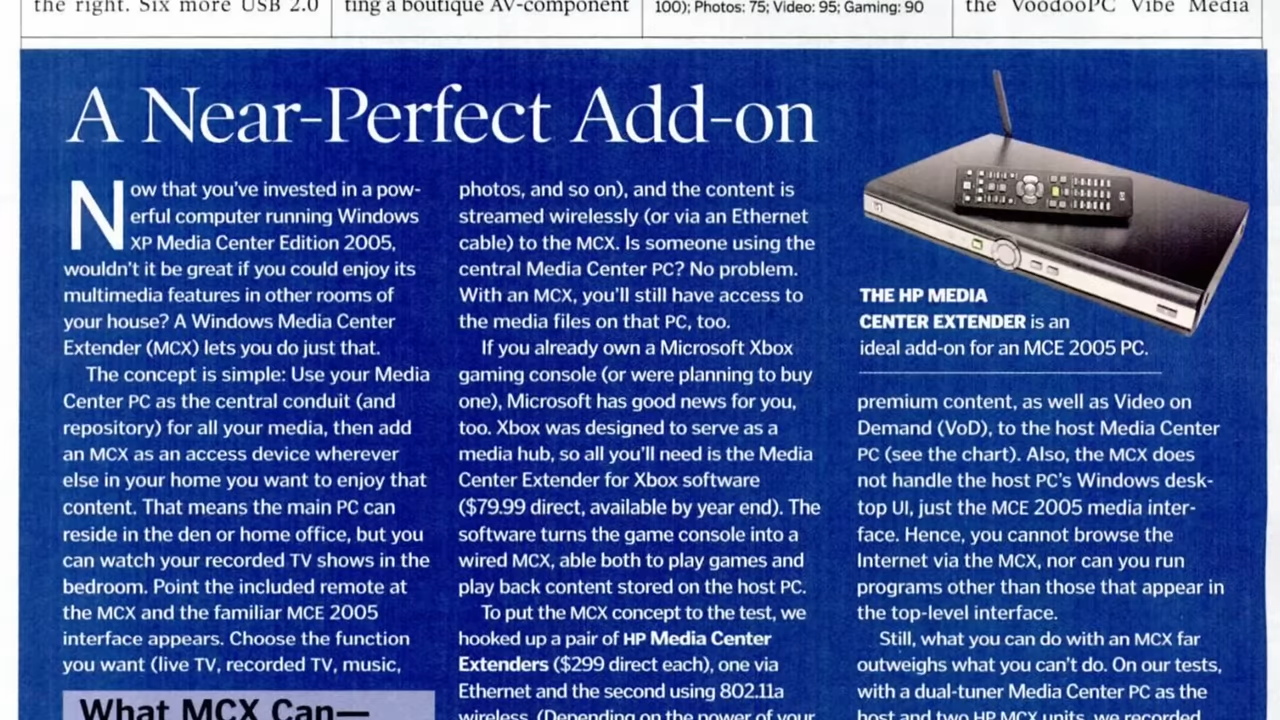 the right. Six more USB 2.0
ting a boutique AV-component
100); Photos: 75; Video: 95; Gaming: 90
the VoodooPC Vibe Media
A Near-Perfect Add-on
Now that you've invested in a pow-
erful computer running Windows
XP Media Center Edition 2005,
wouldn't it be great if you could enjoy its
multimedia features in other rooms of
your house? A Windows Media Center
Extender (MCX) lets you do just that.
The concept is simple: Use your Media
Center PC as the central conduit (and
repository) for all your media, then add
an MCX as an access device wherever
else in your home you want to enjoy that
content. That means the main PC can
reside in the den or home office, but you
can watch your recorded TV shows in the
bedroom. Point the included remote at
the MCX and the familiar MCE 2005
interface appears. Choose the function
you want (live TV, recorded TV, music,
What MCX Can—
photos, and so on), and the content is
streamed wirelessly (or via an Ethernet
cable) to the MCX. Is someone using the
central Media Center PC? No problem.
With an MCX, you'll still have access to
the media files on that PC, too.
If you already own a Microsoft Xbox
gaming console (or were planning to buy
one), Microsoft has good news for you,
too. Xbox was designed to serve as a
media hub, so all you'll need is the Media
Center Extender for Xbox software
($79.99 direct, available by year end). The
software turns the game console into a
wired MCX, able both to play games and
play back content stored on the host PC.
To put the MCX concept to the test, we
hooked up a pair of HP Media Center
Extenders ($299 direct each), one via
Ethernet and the second using 802.11a
wireless. (Depending on the power of your
THE HP MEDIA
CENTER EXTENDER is an
ideal add-on for an MCE 2005 PC.
premium content, as well as Video on
Demand (VoD), to the host Media Center
PC (see the chart). Also, the MCX does
not handle the host PC's Windows desk-
top UI, just the MCE 2005 media inter-
face. Hence, you cannot browse the
Internet via the MCX, nor can you run
programs other than those that appear in
the top-level interface.
Still, what you can do with an MCX far
outweighs what you can't do. On our tests,
with a dual-tuner Media Center PC as the
host and two HP MCX units, we recorded